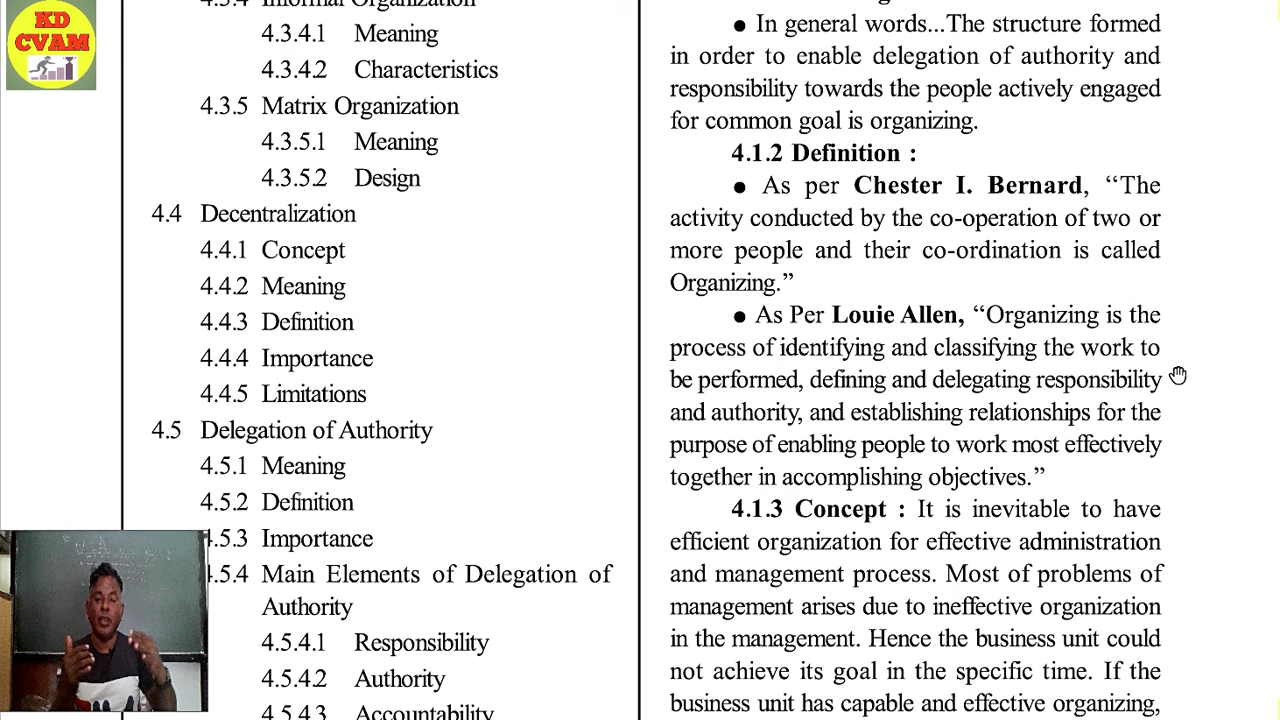 KD
CVAM
4.3.4 Informal Organization
4.3.4.1 Meaning
4.3.4.2 Characteristics
4.3.5 Matrix Organization
4.3.5.1 Meaning
4.3.5.2 Design
4.4 Decentralization
4.4.1 Concept
4.4.2 Meaning
4.4.3 Definition
4.4.4 Importance
4.4.5 Limitations
4.5 Delegation of Authority
4.5.1 Meaning
4.5.2 Definition
4.5.3 Importance
4.5.4 Main Elements of Delegation of
Authority
4.5.4.1 Responsibility
4.5.4.2 Authority
4.5.4.3 Accountability
● In general words...The structure formed
in order to enable delegation of authority and
responsibility towards the people actively engaged
for common goal is organizing.
4.1.2 Definition :
● As per Chester I. Bernard, “The
activity conducted by the co-operation of two or
more people and their co-ordination is called
Organizing.”
● As Per Louie Allen, “Organizing is the
process of identifying and classifying the work to
be performed, defining and delegating responsibility
and authority, and establishing relationships for the
purpose of enabling people to work most effectively
together in accomplishing objectives.”
4.1.3 Concept : It is inevitable to have
efficient organization for effective administration
and management process. Most of problems of
management arises due to ineffective organization
in the management. Hence the business unit could
not achieve its goal in the specific time. If the
business unit has capable and effective organizing,